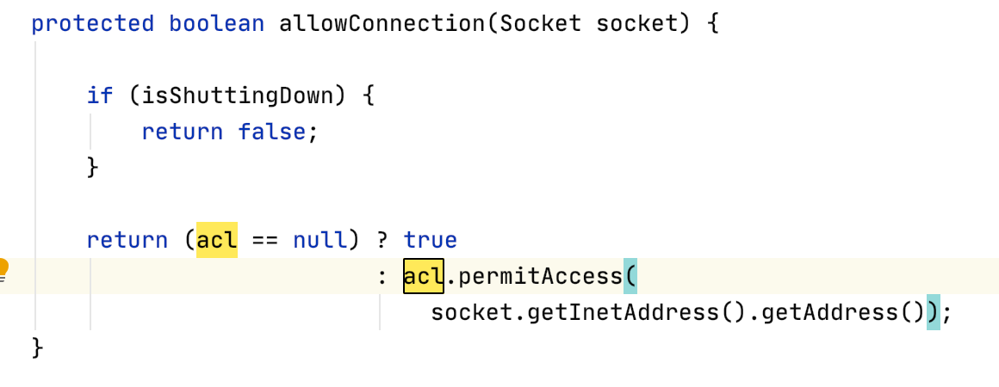 protected boolean allowConnection(Socket socket) {
if (isShuttingDown) {
return false;
}
return (acl == null) ? true
: acl.permitAccess(
socket.getInetAddress().getAddress());
}